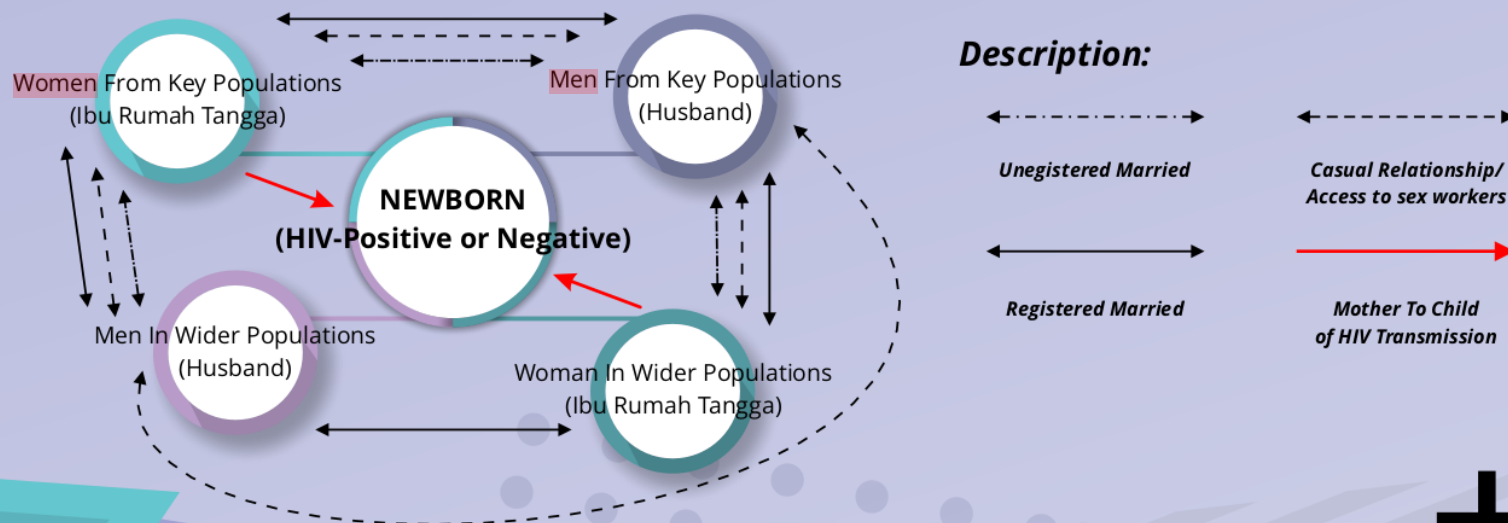 Women From Key Populations
(Ibu Rumah Tangga)
Men From Key Populations
(Husband)
NEWBORN
(HIV-Positive or Negative)
Men In Wider Populations
(Husband)
Woman In Wider Populations
(Ibu Rumah Tangga)
Description:
Unegistered Married
Casual Relationship/
Access to sex workers
Registered Married
Mother To Child
of HIV Transmission